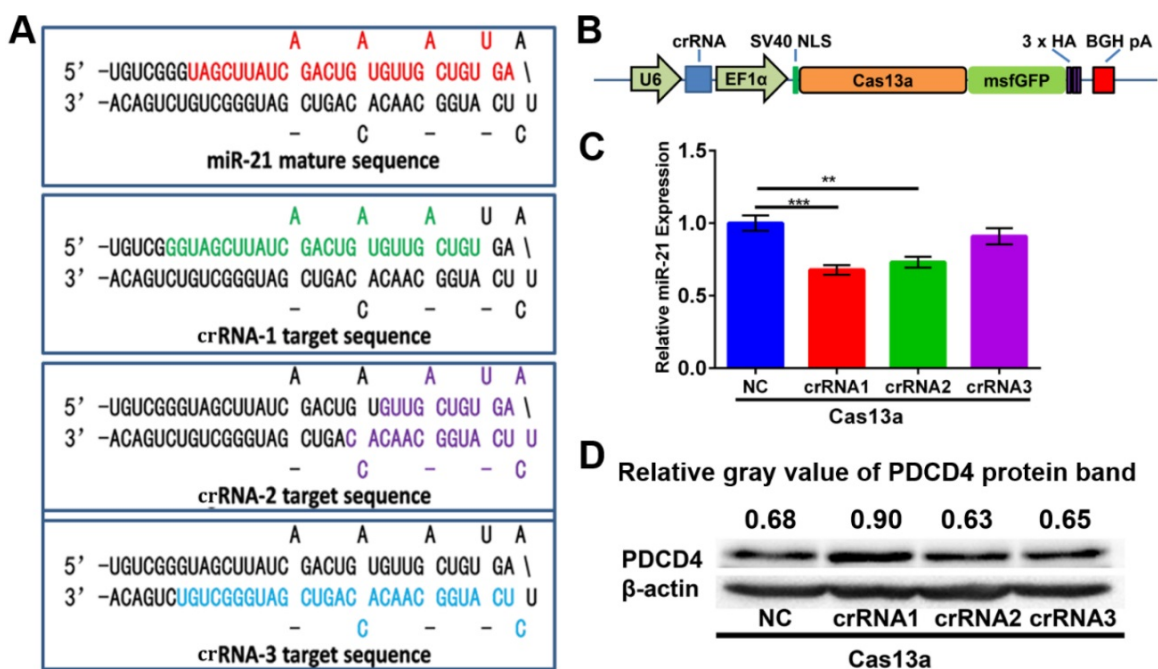 A
A A A U A
5' -UGUCGGGUAGCUUAUC GACUG UGUUG CUGU GA \
3' -ACAGUCUGUCGGGUAG CUGAC ACAAC GGUA CU U
– C – – C
miR-21 mature sequence
A A A U A
5' -UGUCGGGUAGCUUAUC GACUG UGUUG CUGU GA \
3' -ACAGUCUGUCGGGUAG CUGAC ACAAC GGUA CU U
– C – – C
crRNA-1 target sequence
A A A U A
5' -UGUCGGGUAGCUUAUC GACUG UGUUG CUGU GA \
3' -ACAGUCUGUCGGGUAG CUGAC ACAAC GGUA CU U
– C – – C
crRNA-2 target sequence
A A A U A
5' -UGUCGGGUAGCUUAUC GACUG UGUUG CUGU GA \
3' -ACAGUCUGUCGGGUAG CUGAC ACAAC GGUA CU U
– C – – C
crRNA-3 target sequence
B
crRNA SV40 NLS 3 x HA BGH pA
U6 EF1α Cas13a msfGFP
C
Relative miR-21 Expression
1.5
1.0
0.5
0.0
**
***
NC crRNA1 crRNA2 crRNA3
Cas13a
D
Relative gray value of PDCD4 protein band
0.68 0.90 0.63 0.65
PDCD4
β-actin
NC crRNA1 crRNA2 crRNA3
Cas13a